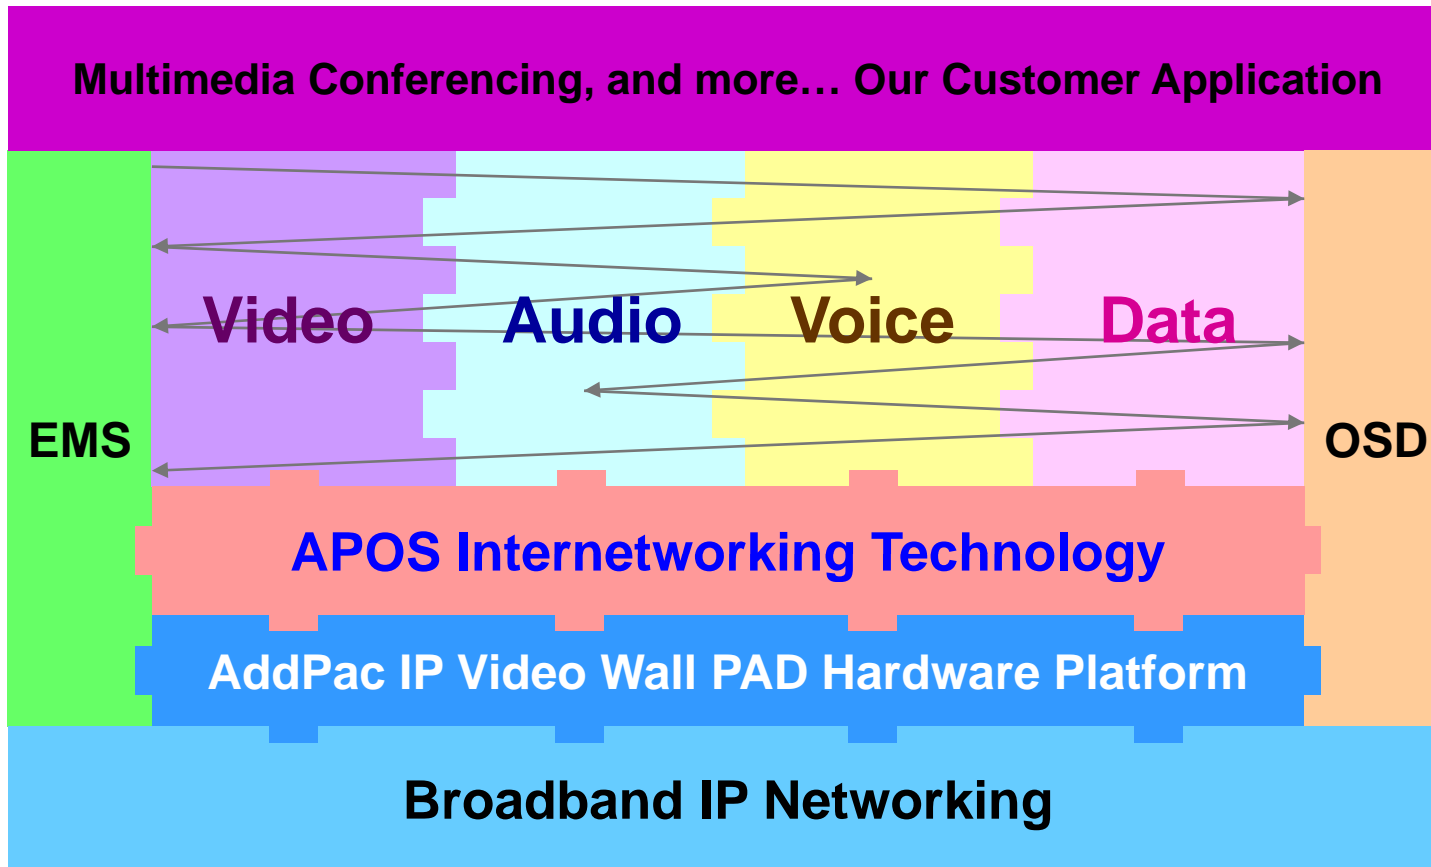 Multimedia Conferencing, and more… Our Customer Application
Video Audio Voice Data
EMS
OSD
APOS Internetworking Technology
AddPac IP Video Wall PAD Hardware Platform
Broadband IP Networking